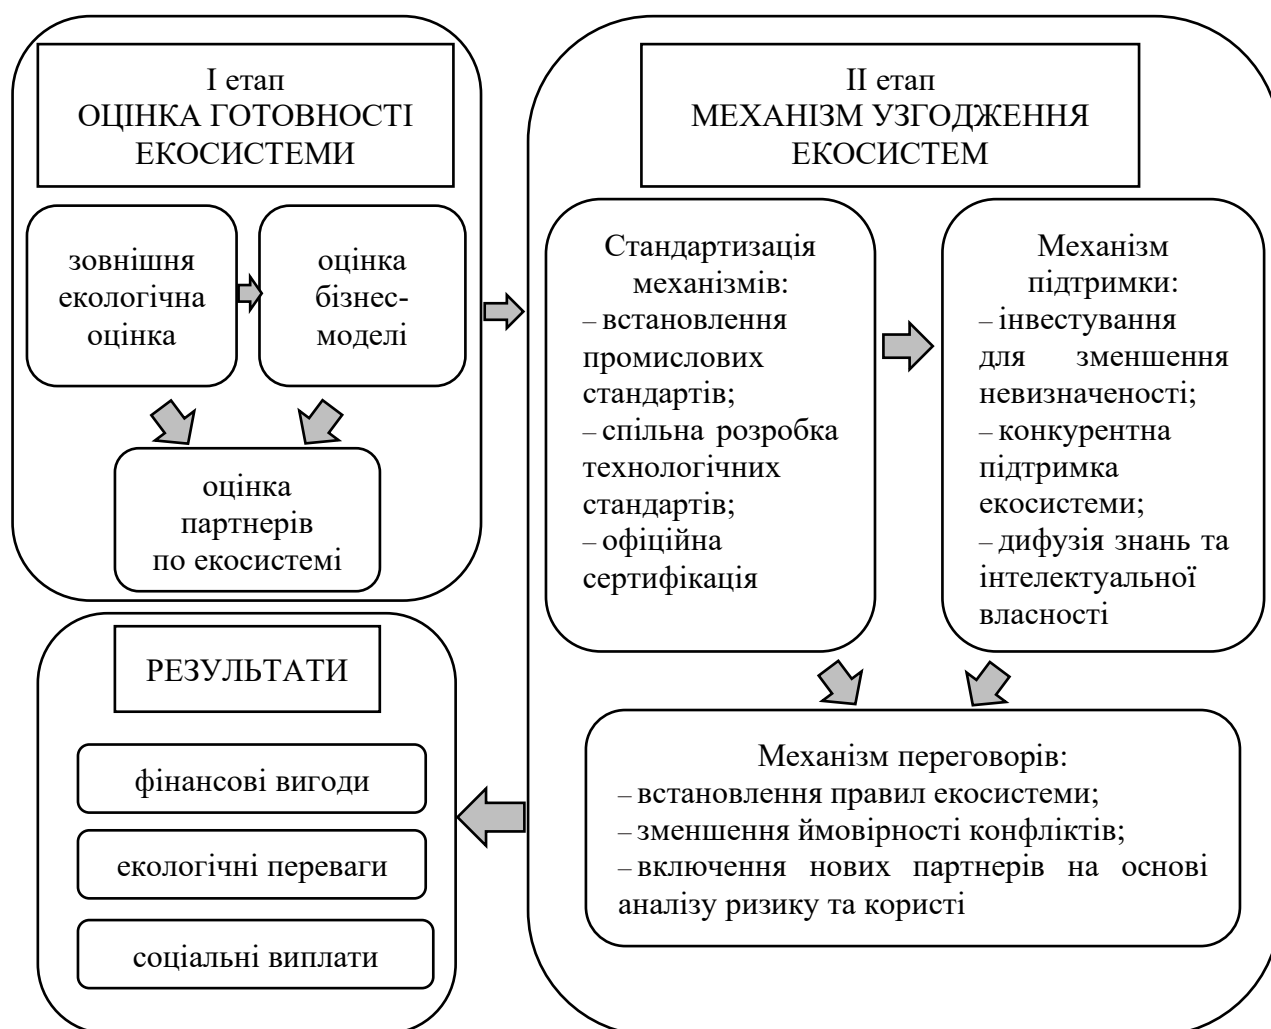 І етап
ОЦІНКА ГОТОВНОСТІ
ЕКОСИСТЕМИ
зовнішня
екологічна
оцінка
оцінка
бізнес-
моделі
оцінка
партнерів
по екосистемі
ІІ етап
МЕХАНІЗМ УЗГОДЖЕННЯ
ЕКОСИСТЕМ
Стандартизація
механізмів:
– встановлення
промислових
стандартів;
– спільна розробка
технологічних
стандартів;
– офіційна
сертифікація
Механізм
підтримки:
– інвестування
для зменшення
невизначеності;
– конкурентна
підтримка
екосистеми;
– дифузія знань та
інтелектуальної
власності
Механізм переговорів:
– встановлення правил екосистеми;
– зменшення ймовірності конфліктів;
– включення нових партнерів на основі
аналізу ризику та користі
РЕЗУЛЬТАТИ
фінансові вигоди
екологічні переваги
соціальні виплати